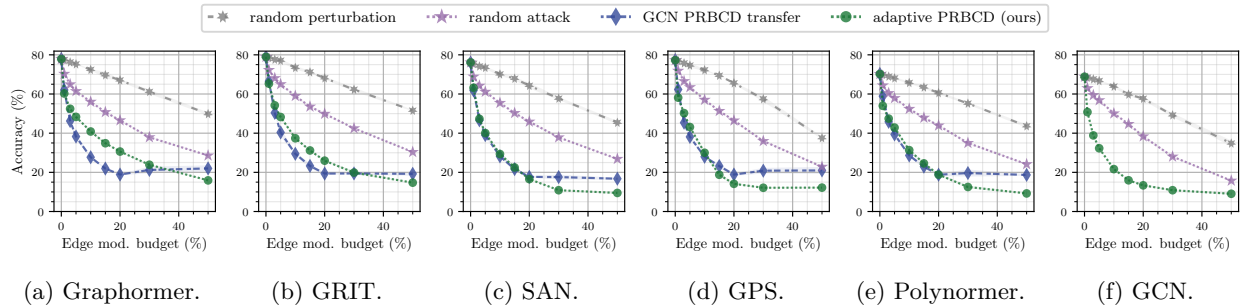 random perturbation random attack GCN PRBCD transfer adaptive PRBCD (ours)
Accuracy (%)
80
60
40
20
0
0 20 40
Edge mod. budget (%)
(a) Graphormer.
80
60
40
20
0
0 20 40
Edge mod. budget (%)
(b) GRIT.
80
60
40
20
0
0 20 40
Edge mod. budget (%)
(c) SAN.
80
60
40
20
0
0 20 40
Edge mod. budget (%)
(d) GPS.
80
60
40
20
0
0 20 40
Edge mod. budget (%)
(e) Polynormer.
80
60
40
20
0
0 20 40
Edge mod. budget (%)
(f) GCN.